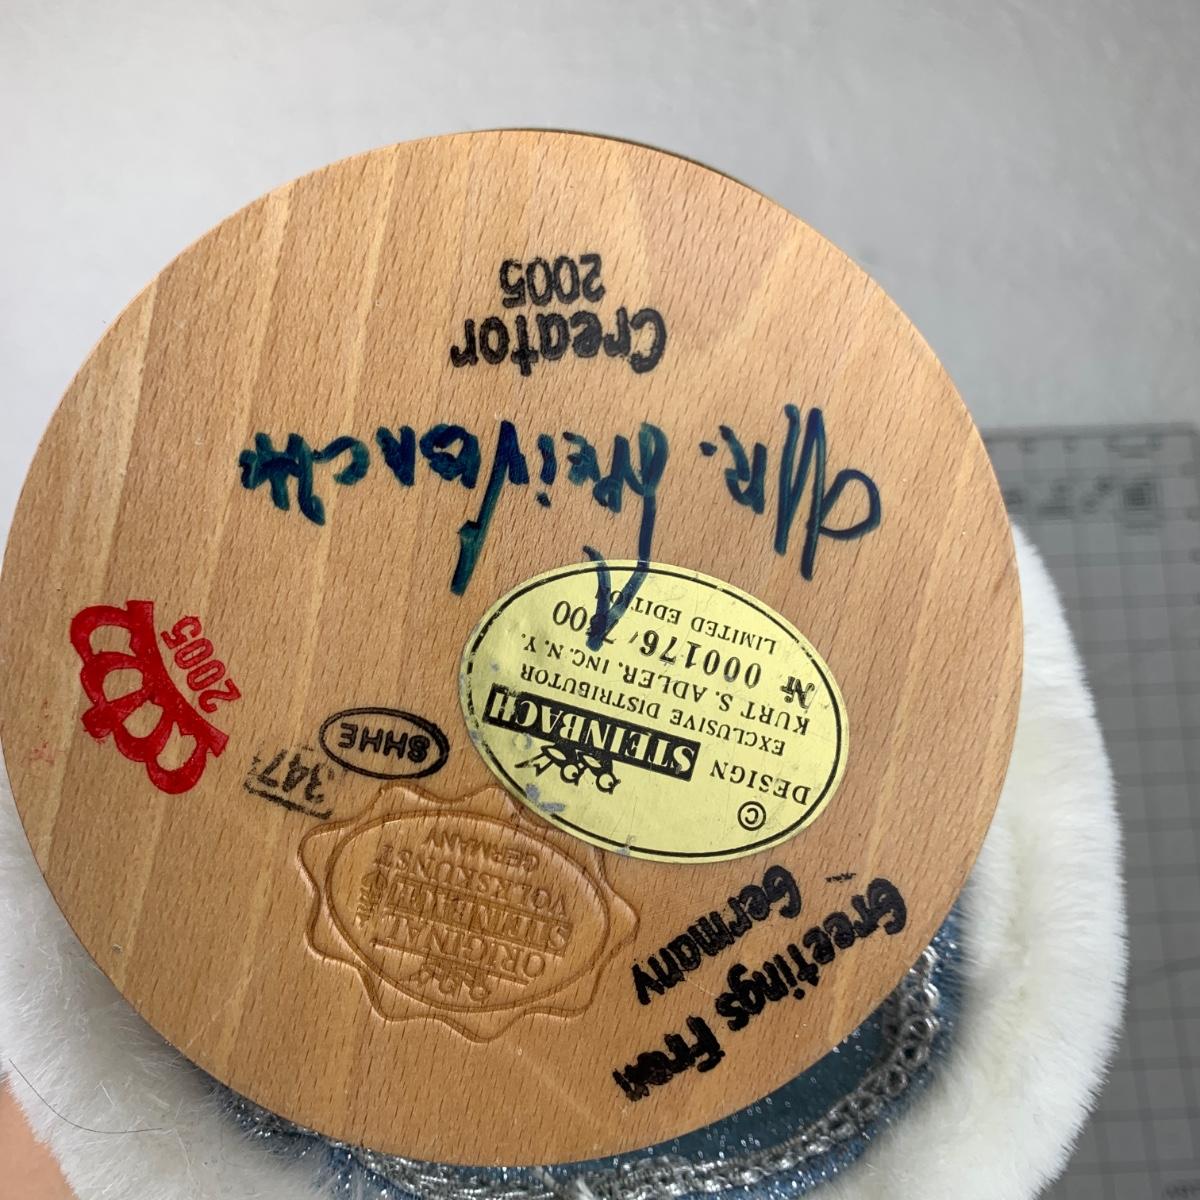 Greetings From
Germany
©
DESIGN STEINBACH
EXCLUSIVE DISTRIBUTOR
KURT S. ADLER, INC. N.Y.
№ 000176/
LIMITED EDITION
ORIGINAL
STEINBACH
VOLKSKUNST
GERMANY
SHHE
347
2005
Steinbach
Creator
2005